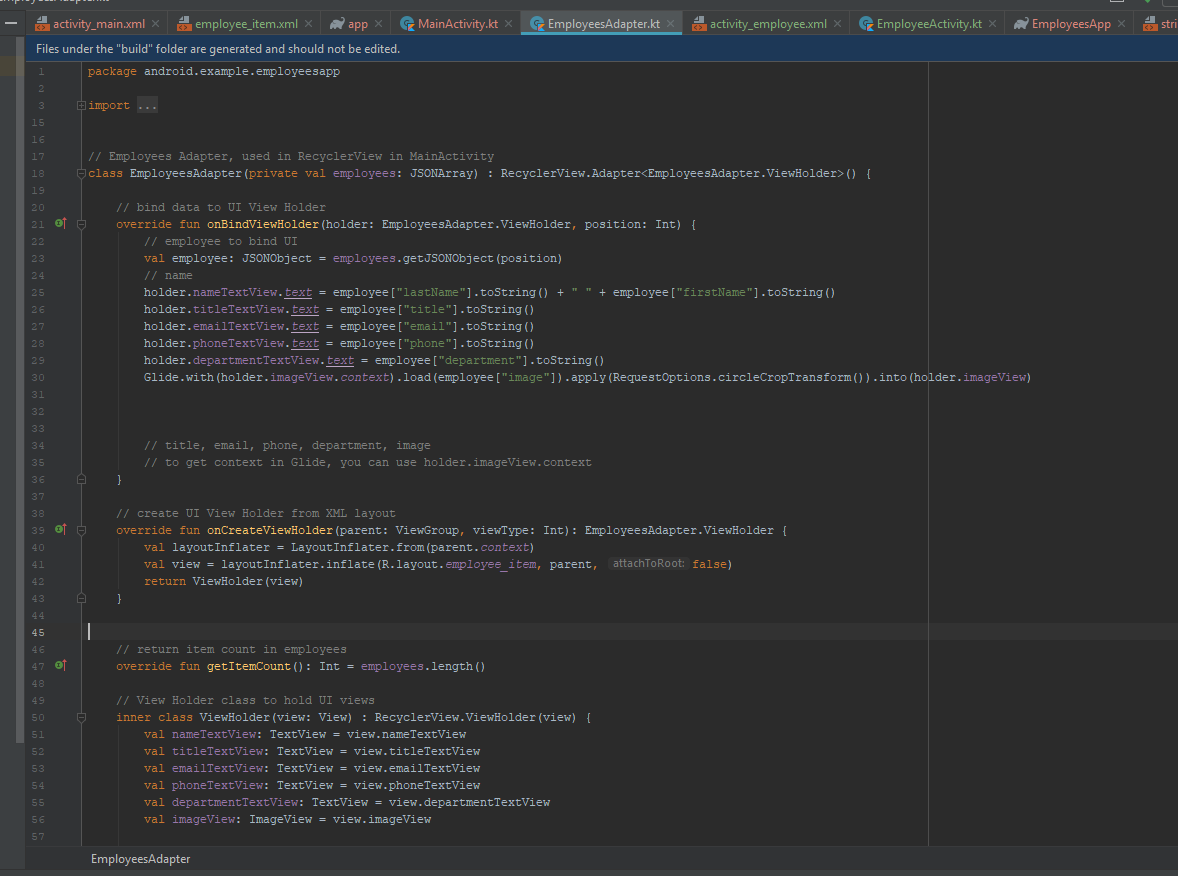 activity_main.xml employee_item.xml app MainActivity.kt EmployeesAdapter.kt activity_employee.xml EmployeeActivity.kt EmployeesApp stri
Files under the "build" folder are generated and should not be edited.
1 package android.example.employeesapp
2
3 import ...
15
16
17 // Employees Adapter, used in RecyclerView in MainActivity
18 class EmployeesAdapter(private val employees: JSONArray) : RecyclerView.Adapter<EmployeesAdapter.ViewHolder>() {
19
20 // bind data to UI View Holder
21 override fun onBindViewHolder(holder: EmployeesAdapter.ViewHolder, position: Int) {
22 // employee to bind UI
23 val employee: JSONObject = employees.getJSONObject(position)
24 // name
25 holder.nameTextView.text = employee["lastName"].toString() + " " + employee["firstName"].toString()
26 holder.titleTextView.text = employee["title"].toString()
27 holder.emailTextView.text = employee["email"].toString()
28 holder.phoneTextView.text = employee["phone"].toString()
29 holder.departmentTextView.text = employee["department"].toString()
30 Glide.with(holder.imageView.context).load(employee["image"]).apply(RequestOptions.circleCropTransform()).into(holder.imageView)
31
32
33
34 // title, email, phone, department, image
35 // to get context in Glide, you can use holder.imageView.context
36 }
37
38 // create UI View Holder from XML layout
39 override fun onCreateViewHolder(parent: ViewGroup, viewType: Int): EmployeesAdapter.ViewHolder {
40 val layoutInflater = LayoutInflater.from(parent.context)
41 val view = layoutInflater.inflate(R.layout.employee_item, parent, attachToRoot: false)
42 return ViewHolder(view)
43 }
44
45
46 // return item count in employees
47 override fun getItemCount(): Int = employees.length()
48
49 // View Holder class to hold UI views
50 inner class ViewHolder(view: View) : RecyclerView.ViewHolder(view) {
51 val nameTextView: TextView = view.nameTextView
52 val titleTextView: TextView = view.titleTextView
53 val emailTextView: TextView = view.emailTextView
54 val phoneTextView: TextView = view.phoneTextView
55 val departmentTextView: TextView = view.departmentTextView
56 val imageView: ImageView = view.imageView
57
EmployeesAdapter